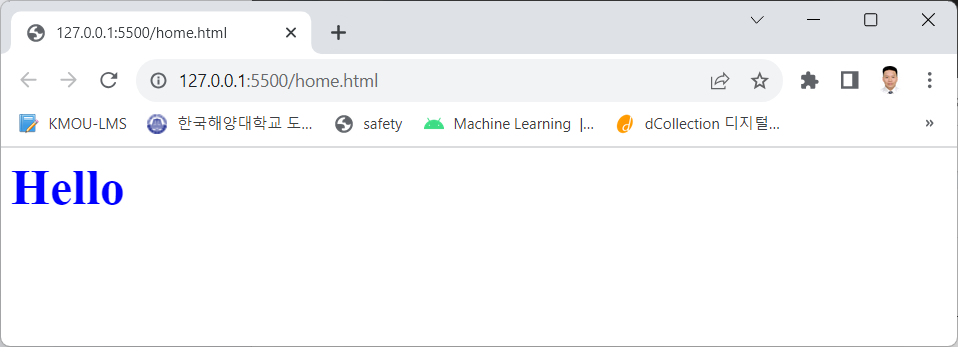 127.0.0.1:5500/home.html
127.0.0.1:5500/home.html
KMOU-LMS 한국해양대학교 도... safety Machine Learning |... dCollection 디지털... »
Hello